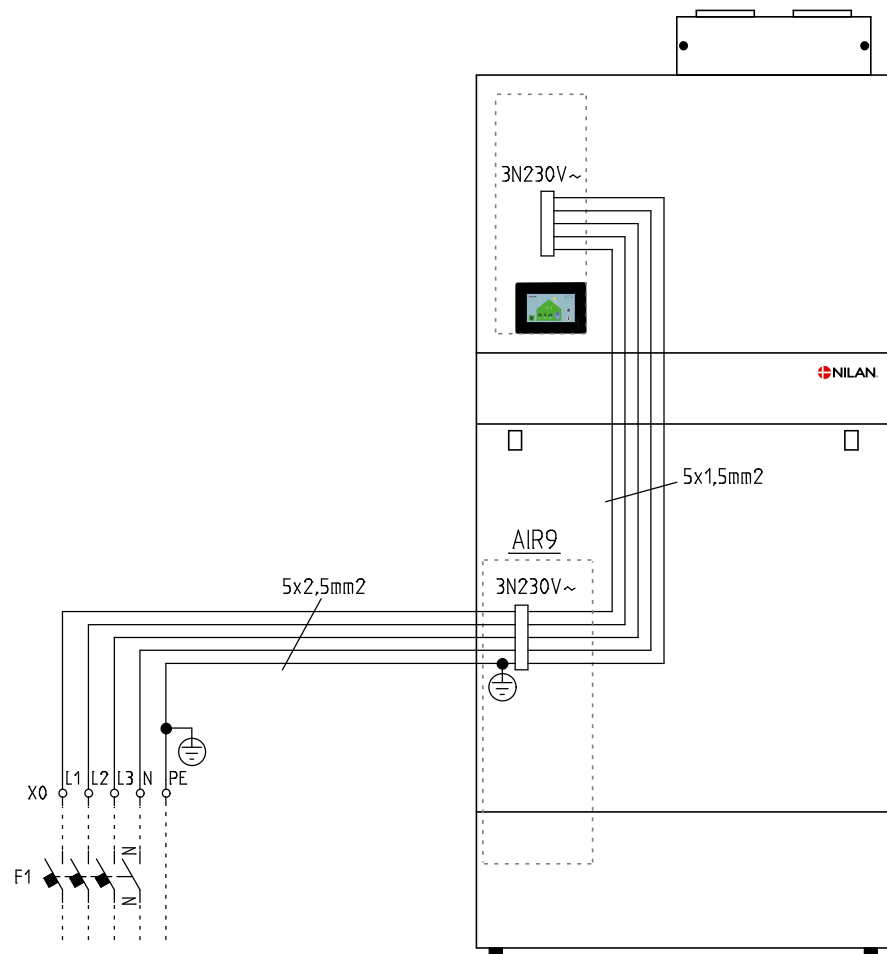 3N230V~
NILAN
5x1,5mm2
AIR9
5x2,5mm2
3N230V~
X0 L1 L2 L3 N PE
N
F1
N